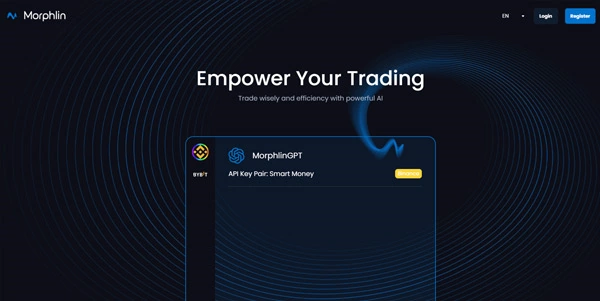 Morphlin
EN
Login
Register
Empower Your Trading
Trade wisely and efficiency with powerful AI
MorphlinGPT
BYBIT
API Key Pair: Smart Money
Binance